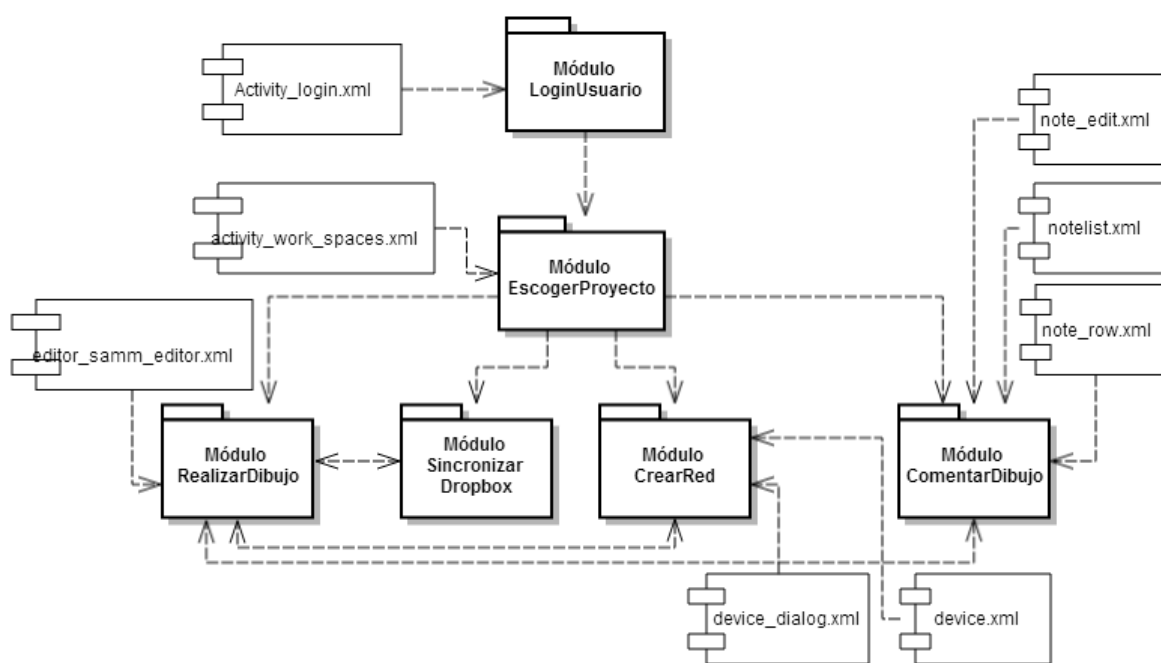 Módulo
LoginUsuario
Activity_login.xml
note_edit.xml
activity_work_spaces.xml
notelist.xml
Módulo
EscogerProyecto
editor_samm_editor.xml
note_row.xml
Módulo
RealizarDibujo
Módulo
Sincronizar
Dropbox
Módulo
CrearRed
Módulo
ComentarDibujo
device_dialog.xml
device.xml